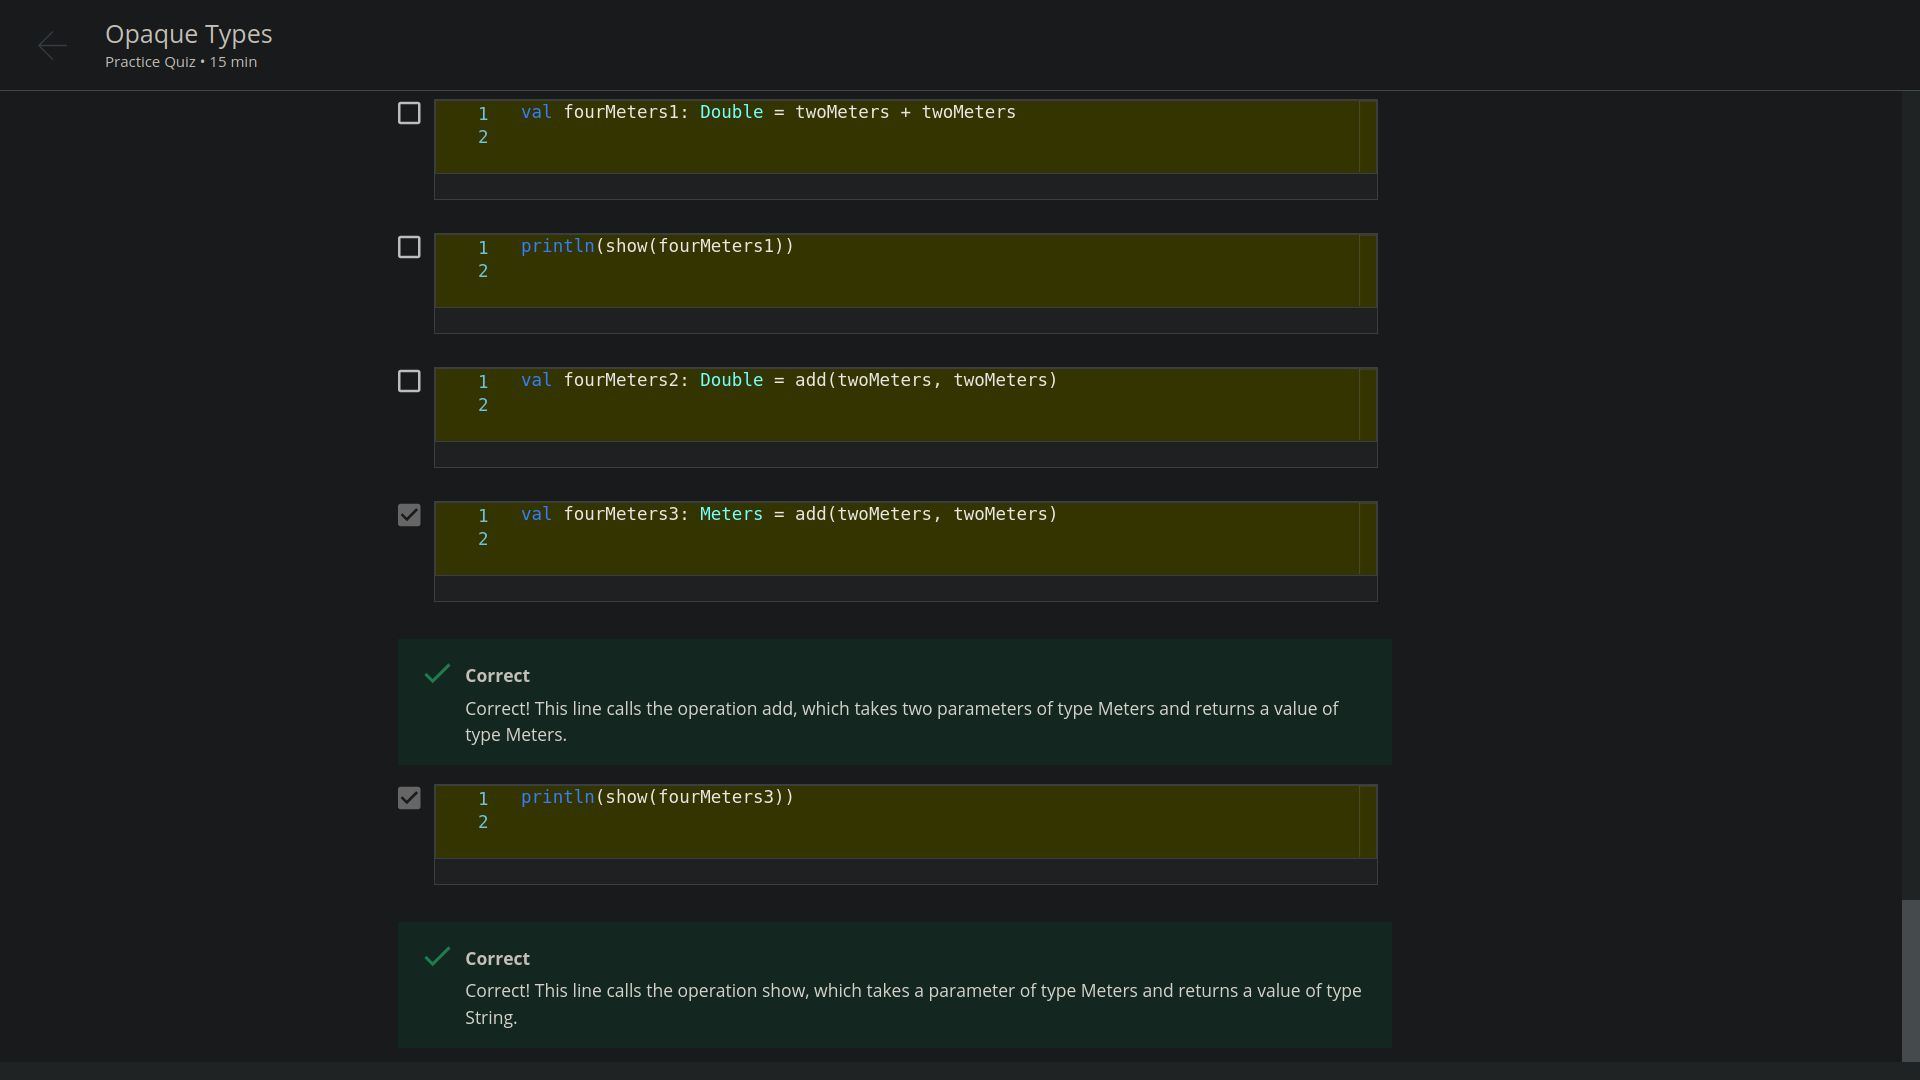 Opaque Types
Practice Quiz • 15 min
1 val fourMeters1: Double = twoMeters + twoMeters
2
1 println(show(fourMeters1))
2
1 val fourMeters2: Double = add(twoMeters, twoMeters)
2
1 val fourMeters3: Meters = add(twoMeters, twoMeters)
2
Correct
Correct! This line calls the operation add, which takes two parameters of type Meters and returns a value of
type Meters.
1 println(show(fourMeters3))
2
Correct
Correct! This line calls the operation show, which takes a parameter of type Meters and returns a value of type
String.